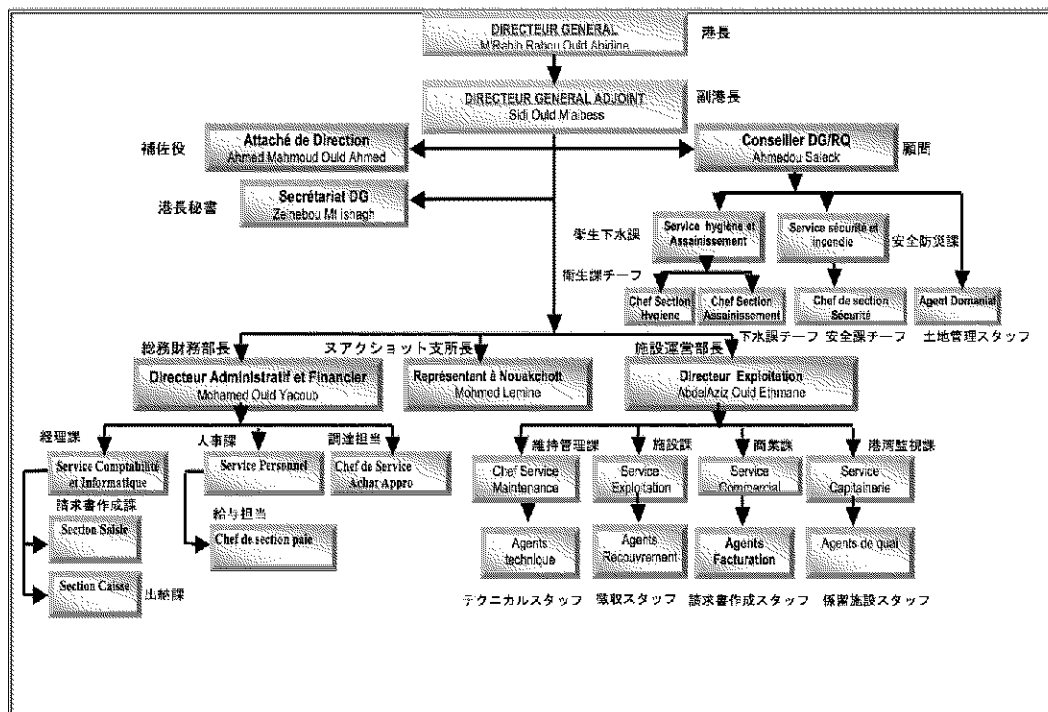 DIRECTEUR GENERAL
M'Rabih Rabou Ould Abidine
港長
DIRECTEUR GENERAL ADJOINT
Sidi Ould
副港長
補佐役
Attaché de Direction
Ahmed Mahmoud Ould Ahmed
Conseiller DG/RQ
Ahmedou Saleck
顧問
港長秘書
Secrétariat DG
Zeinebou Mt
衛生下水課
Service hygiène et
Assainissement
Service sécurité et
incendie
安全防災課
衛生課チーフ
Chef Section
Hygiene
Chef Section
Assainissement
Chef de section
Sécurité
Agent Domanial
下水課チーフ
安全課チーフ
土地管理スタッフ
総務財務部長
ヌアクショット支所長
施設運営部長
Directeur Administratif et Financier
Mohamed Ould Yacoub
Représentant à Nouakchott
Mohmed Lemine
Directeur Exploitation
AbdelAziz Ould Ethmane
経理課
人事課
調達担当
維持管理課
施設課
商業課
港湾監視課
Service Comptabilité
et Informatique
Service Personnel
Chef de Service
Achat Appro
Chef Service
Maintenance
Service
Exploitation
Service
Commercial
Service
Capitainerie
請求書作成課
Section Saisie
給与担当
Chef de section paie
Agents
technique
Agents
Recouvrement
Agents
Facturation
Agents de quai
Section Caisse
出納課
テクニカルスタッフ
徴収スタッフ
請求書作成スタッフ
係留施設スタッフ